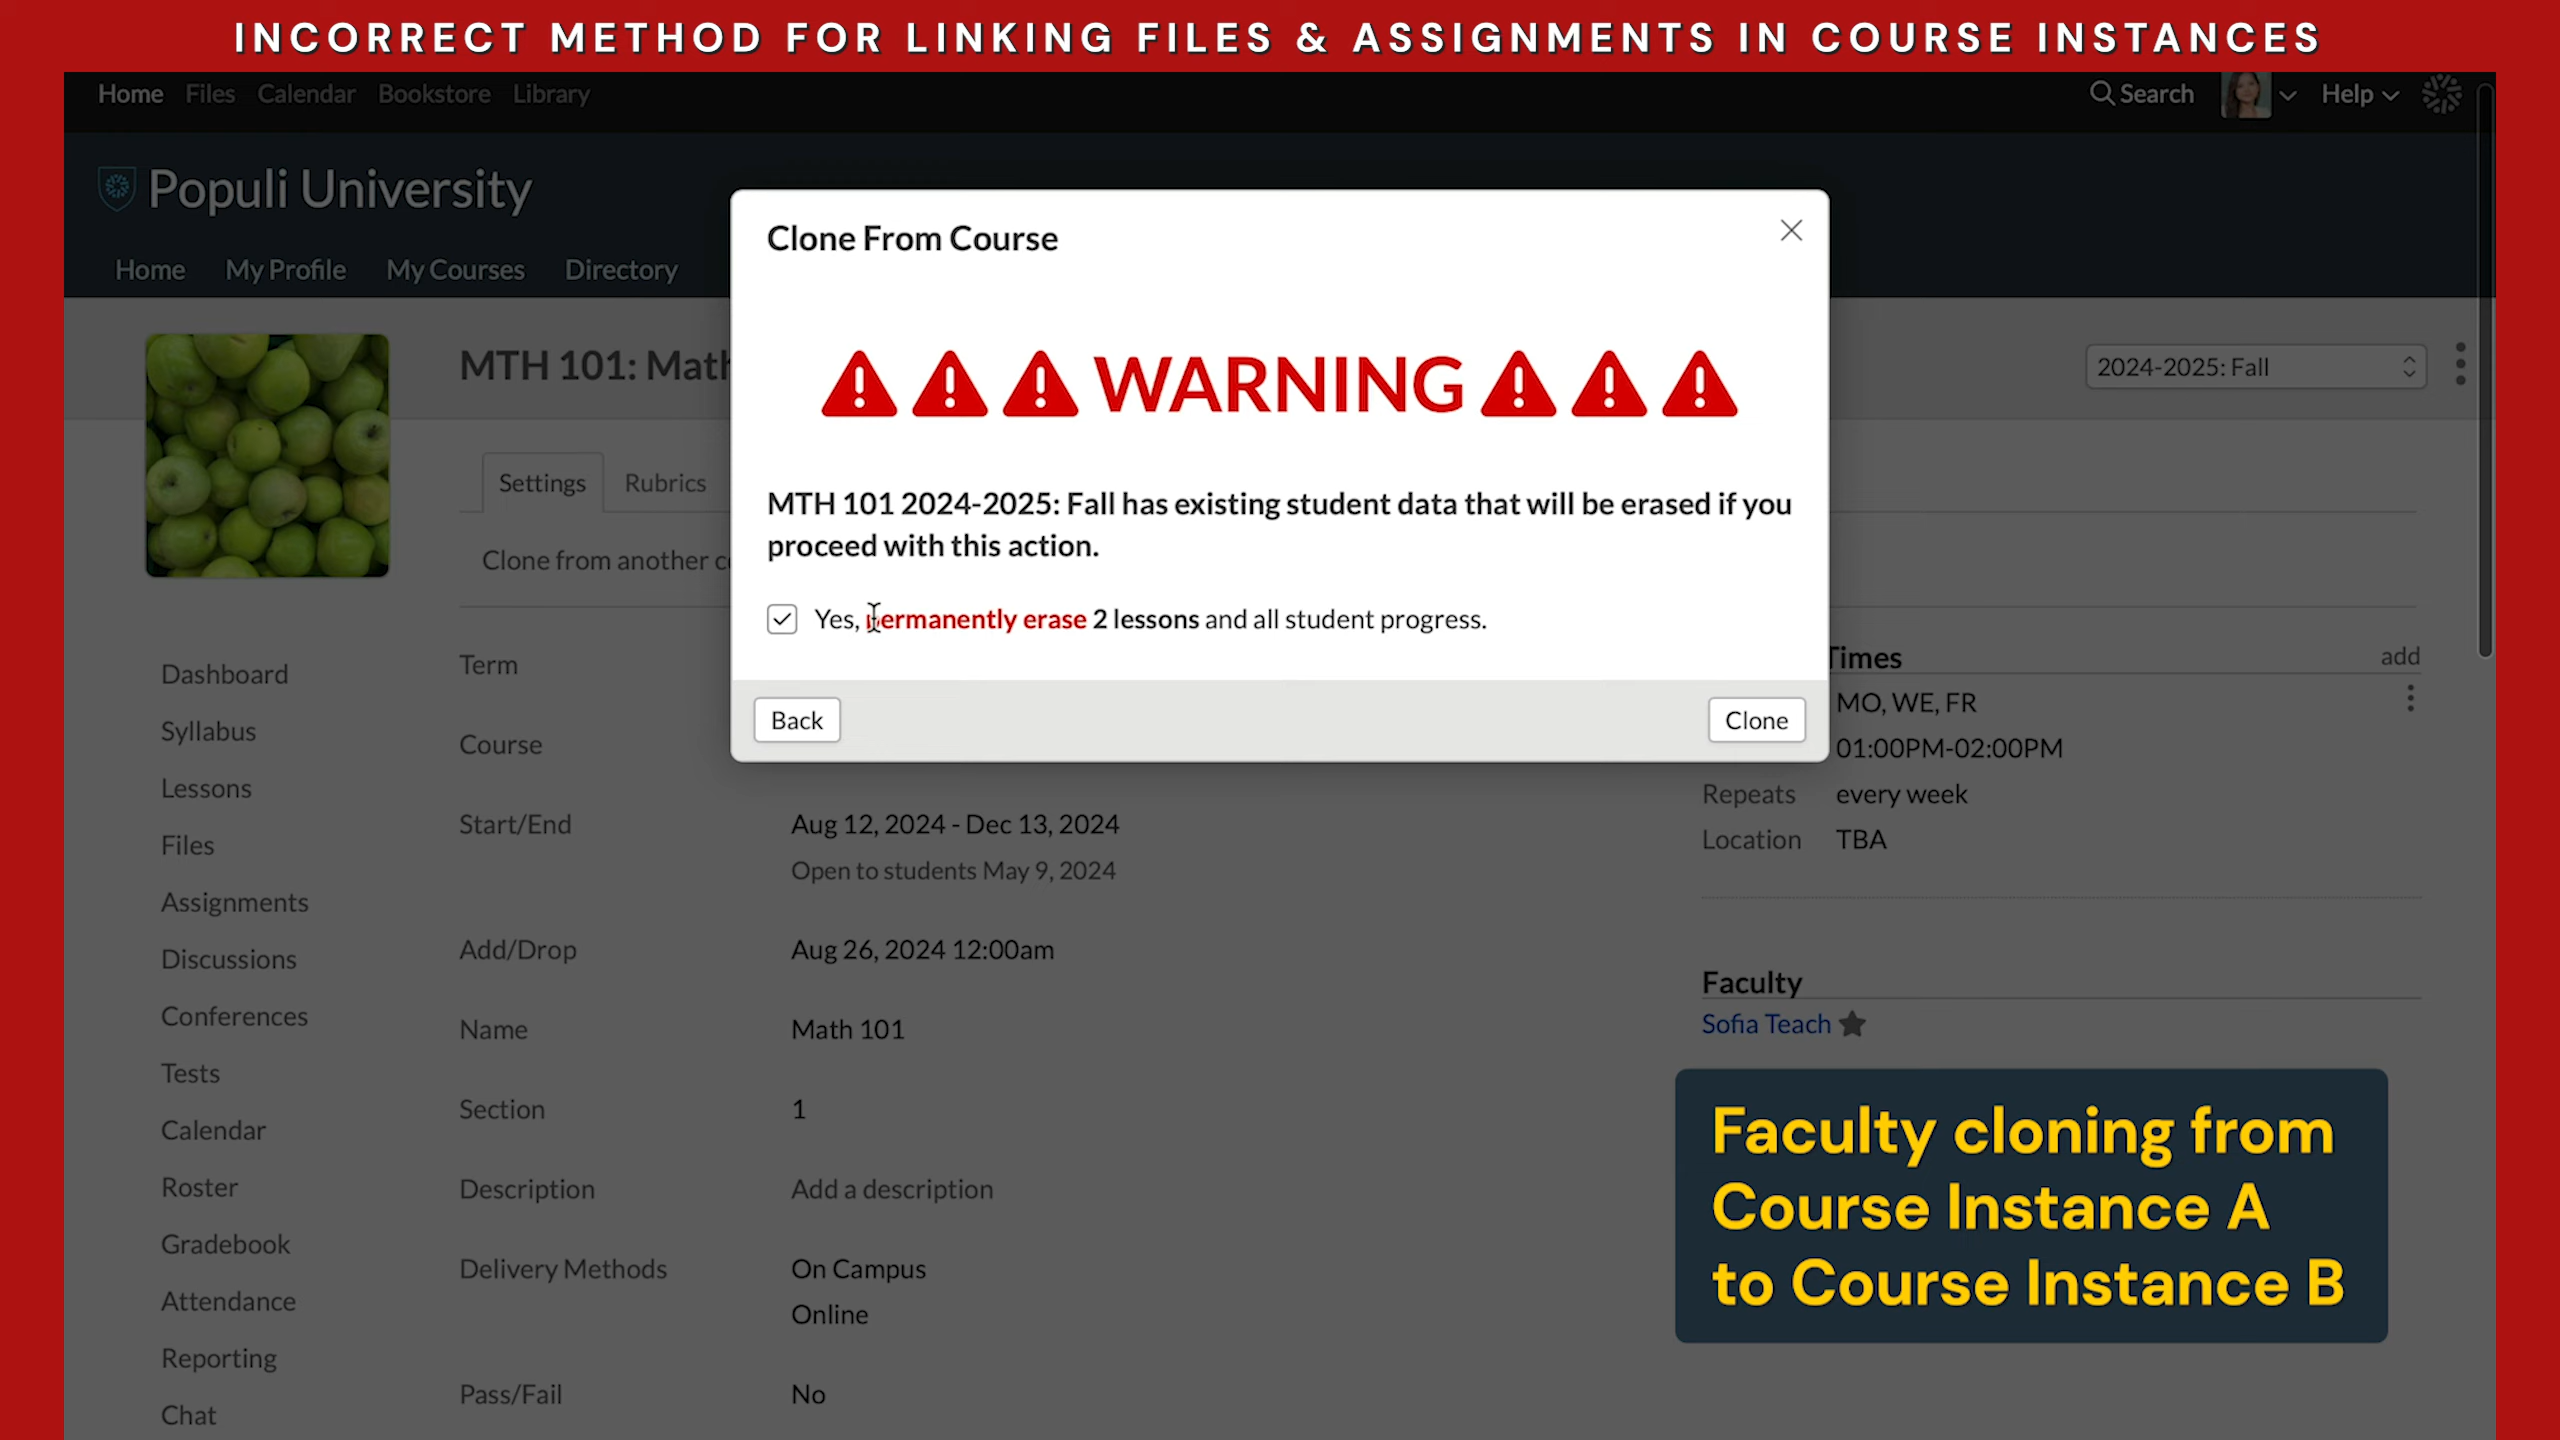 INCORRECT METHOD FOR LINKING FILES & ASSIGNMENTS IN COURSE INSTANCES
Home Files Calendar Bookstore Library Search Help
Populi University
Home My Profile My Courses Directory
Clone From Course
WARNING
MTH 101 2024-2025: Fall has existing student data that will be erased if you
proceed with this action.
Yes, permanently erase 2 lessons and all student progress.
Back Clone
MTH 101: Math
2024-2025: Fall
Settings Rubrics
Clone from another
Dashboard
Syllabus
Lessons
Files
Assignments
Discussions
Conferences
Tests
Calendar
Roster
Gradebook
Attendance
Reporting
Chat
Term
Course
Start/End Aug 12, 2024 - Dec 13, 2024
Open to students May 9, 2024
Add/Drop Aug 26, 2024 12:00am
Name Math 101
Section 1
Description Add a description
Delivery Methods On Campus
Online
Pass/Fail No
Times add
MO, WE, FR
01:00PM-02:00PM
Repeats every week
Location TBA
Faculty
Sofia Teach
Faculty cloning from
Course Instance A
to Course Instance B